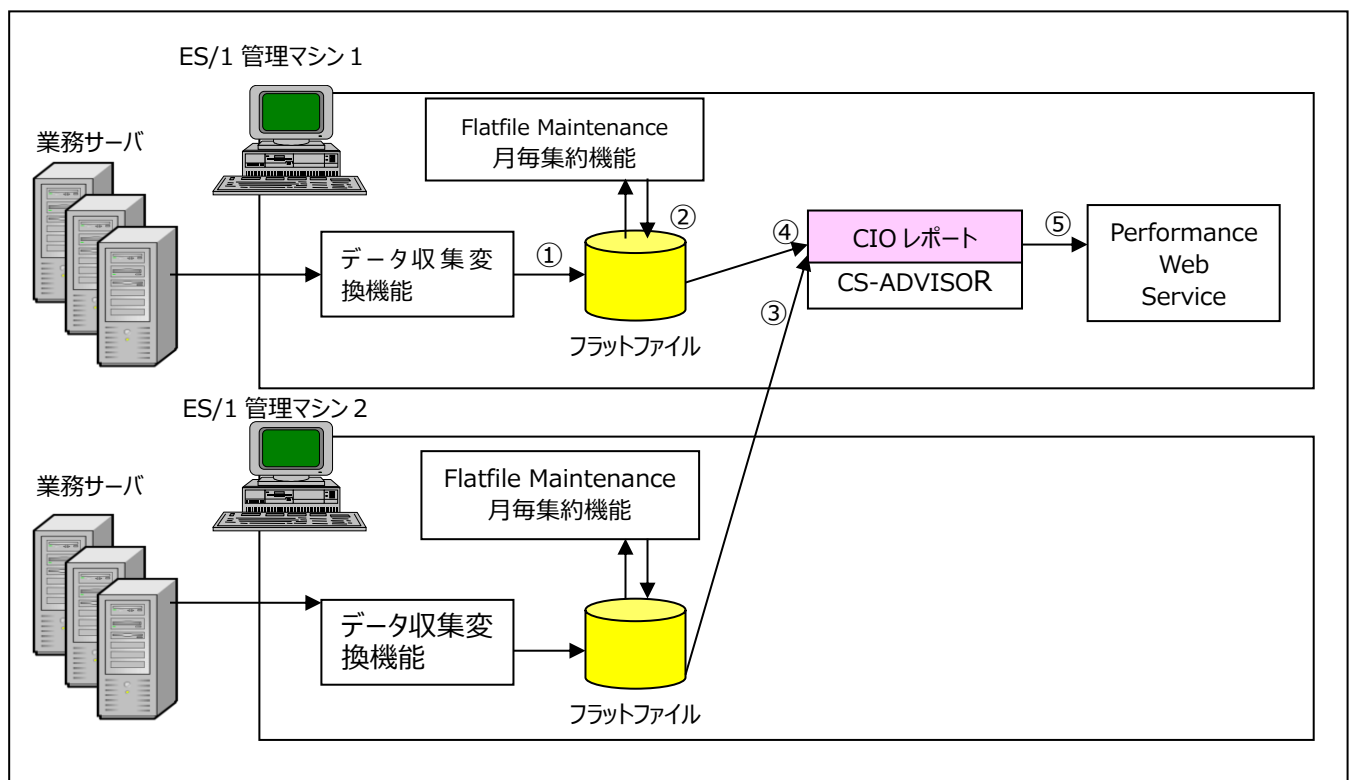 ES/1 管理マシン 1
業務サーバ
Flatfile Maintenance
月毎集約機能
②
①
データ収集変
換機能
フラットファイル
④
③
CIO レポート
CS-ADVISOR
⑤
Performance
Web
Service
ES/1 管理マシン 2
業務サーバ
Flatfile Maintenance
月毎集約機能
データ収集変
換機能
フラットファイル